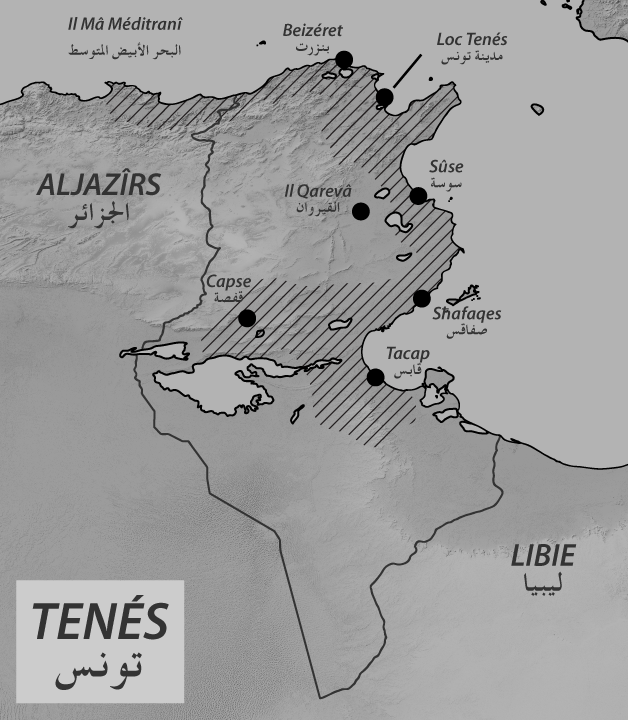 Il Mâ Méditranî
البحر الأبيض المتوسط
Beizéret
بنزرت
Loc Tenés
مدينة تونس
ALJAZÎRS
الجزائر
Sûse
سوسة
Il Qarevâ
القيروان
Capse
قفصة
Sħafaqes
صفاقس
Tacap
قابس
LIBIE
ليبيا
TENÉS
تونس